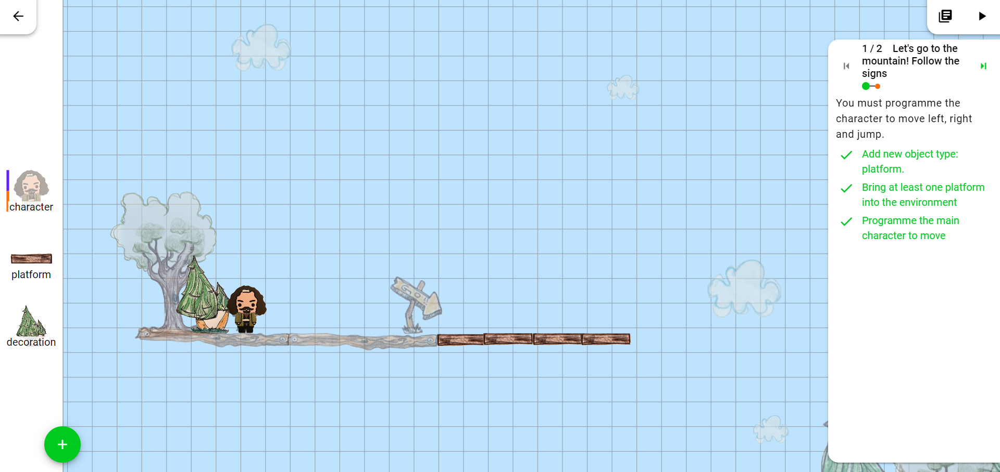 1 / 2 Let's go to the
mountain! Follow the
signs
You must programme the
character to move left, right
and jump.
Add new object type:
platform.
Bring at least one platform
into the environment
Programme the main
character to move
character
platform
decoration
GO